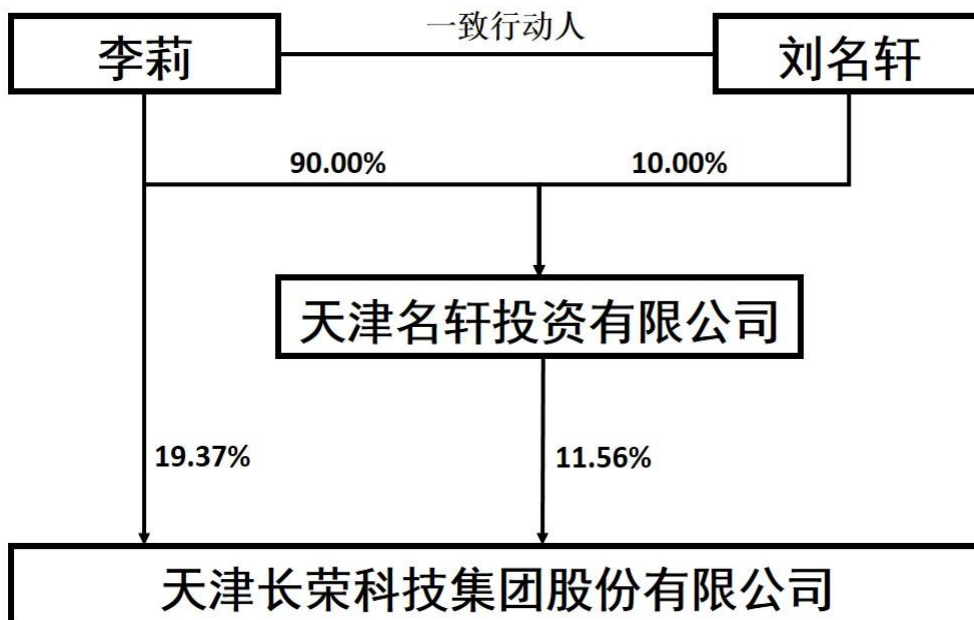 一致行动人
李莉
刘名轩
90.00%
10.00%
天津名轩投资有限公司
19.37%
11.56%
天津长荣科技集团股份有限公司